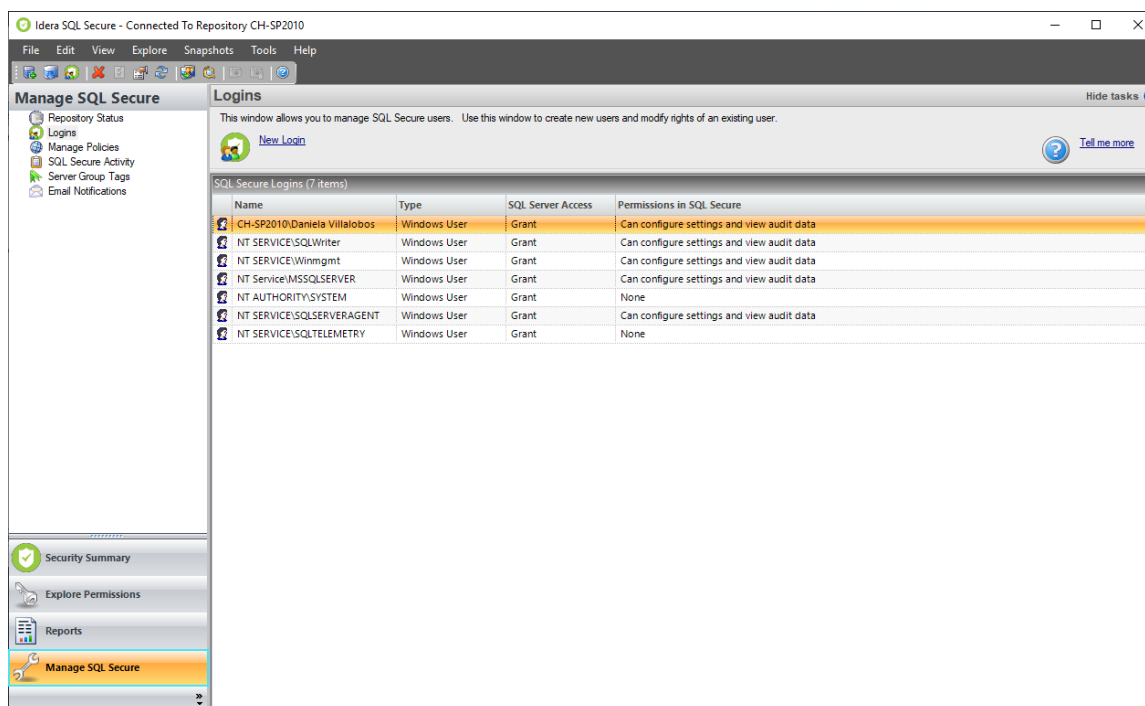 Idera SQL Secure - Connected To Repository CH-SP2010
File Edit View Explore Snapshots Tools Help
Manage SQL Secure
Repository Status
Logins
Manage Policies
SQL Secure Activity
Server Group Tags
Email Notifications
Logins
Hide tasks
This window allows you to manage SQL Secure users. Use this window to create new users and modify rights of an existing user.
New Login
Tell me more
SQL Secure Logins (7 items)
Name Type SQL Server Access Permissions in SQL Secure
CH-SP2010\Daniela Villalobos Windows User Grant Can configure settings and view audit data
NT SERVICE\SQLWriter Windows User Grant Can configure settings and view audit data
NT SERVICE\Winmgmt Windows User Grant Can configure settings and view audit data
NT Service\MSSQLSERVER Windows User Grant Can configure settings and view audit data
NT AUTHORITY\SYSTEM Windows User Grant None
NT SERVICE\SQLSERVERAGENT Windows User Grant Can configure settings and view audit data
NT SERVICE\SQLTELEMETRY Windows User Grant None
Security Summary
Explore Permissions
Reports
Manage SQL Secure